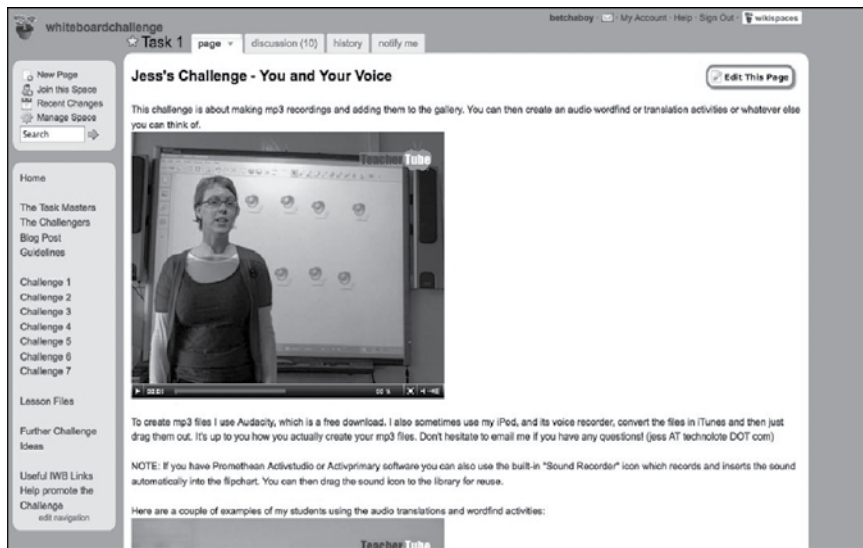 betchaboy · My Account · Help · Sign Out · wikispaces
whiteboardchallenge
Task 1 page discussion (10) history notify me
New Page
Join this Space
Recent Changes
Manage Space
Search
Home
The Task Masters
The Challengers
Blog Post
Guidelines
Challenge 1
Challenge 2
Challenge 3
Challenge 4
Challenge 5
Challenge 6
Challenge 7
Lesson Files
Further Challenge
Ideas
Useful IWB Links
Help promote the
Challenge
edit navigation
Jess's Challenge - You and Your Voice
Edit This Page
This challenge is about making mp3 recordings and adding them to the gallery. You can then create an audio wordfind or translation activities or whatever else
you can think of.
TeacherTube
To create mp3 files I use Audacity, which is a free download. I also sometimes use my iPod, and its voice recorder, convert the files in iTunes and then just
drag them out. It's up to you how you actually create your mp3 files. Don't hesitate to email me if you have any questions! (jess AT technolote DOT com)
NOTE: If you have Promethean Activstudio or Activprimary software you can also use the built-in "Sound Recorder" icon which records and inserts the sound
automatically into the flipchart. You can then drag the sound icon to the library for reuse.
Here are a couple of examples of my students using the audio translations and wordfind activities:
TeacherTube